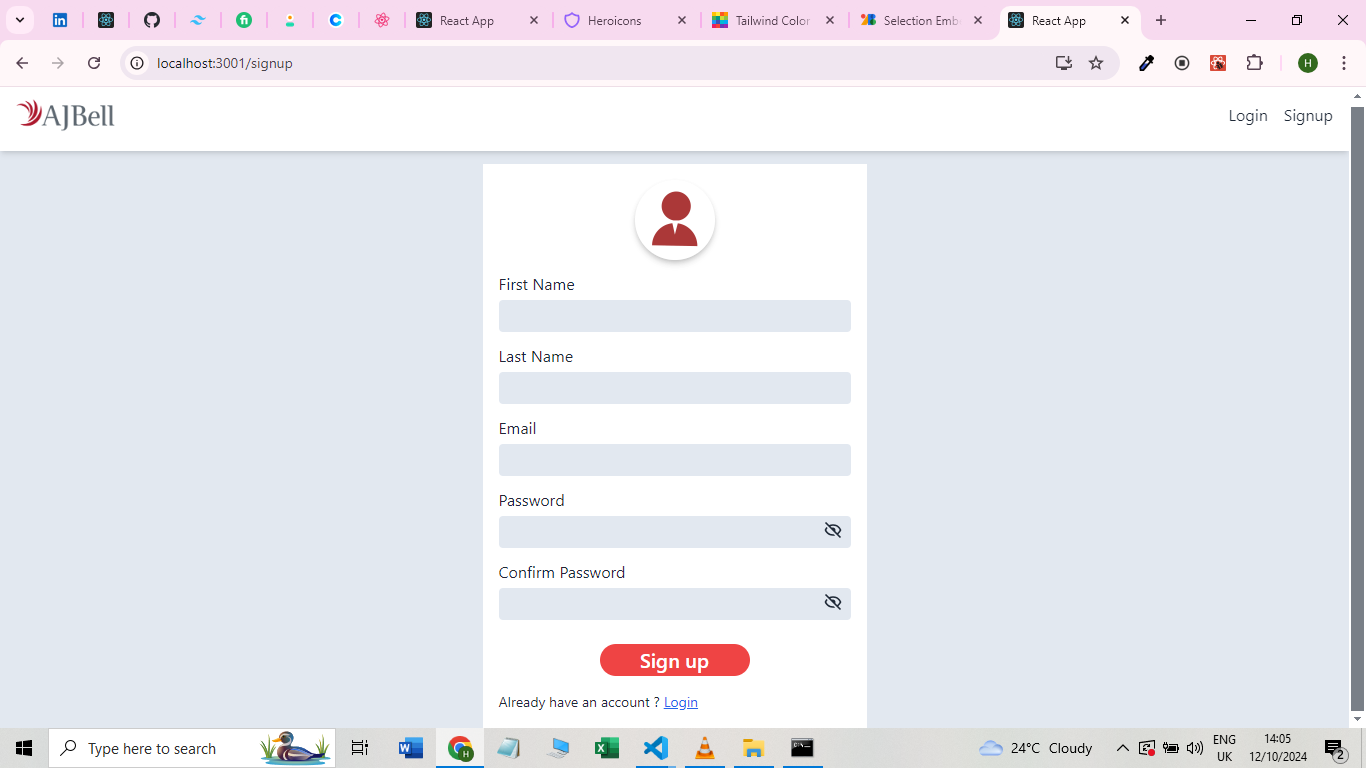 React App
Heroicons
Tailwind Color
Selection Emb
React App
localhost:3001/signup
H
AJBell
Login Signup
First Name
Last Name
Email
Password
Confirm Password
Sign up
Already have an account ? Login
Type here to search
24°C Cloudy
ENG
UK
14:05
12/10/2024
2